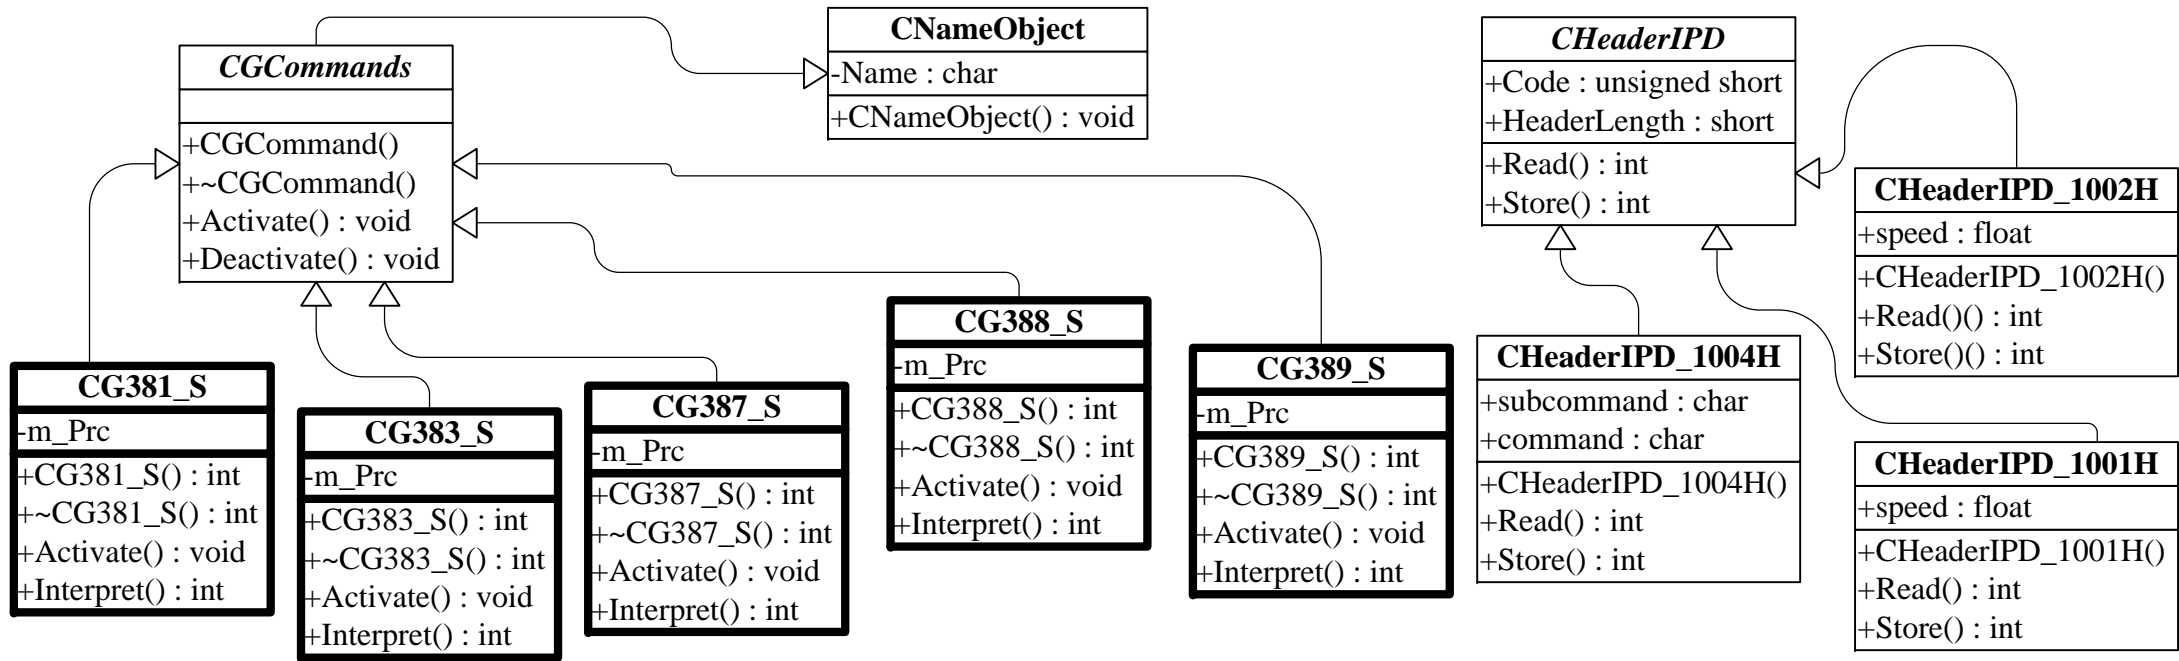 CGCommands
+CGCommand()
+~CGCommand()
+Activate() : void
+Deactivate() : void
CNameObject
-Name : char
+CNameObject() : void
CHeaderIPD
+Code : unsigned short
+HeaderLength : short
+Read() : int
+Store() : int
CHeaderIPD_1002H
+speed : float
+CHeaderIPD_1002H()
+Read()() : int
+Store()() : int
CG381_S
-m_Prc
+CG381_S() : int
+~CG381_S() : int
+Activate() : void
+Interpret() : int
CG383_S
-m_Prc
+CG383_S() : int
+~CG383_S() : int
+Activate() : void
+Interpret() : int
CG387_S
-m_Prc
+CG387_S() : int
+~CG387_S() : int
+Activate() : void
+Interpret() : int
CG388_S
-m_Prc
+CG388_S() : int
+~CG388_S() : int
+Activate() : void
+Interpret() : int
CG389_S
-m_Prc
+CG389_S() : int
+~CG389_S() : int
+Activate() : void
+Interpret() : int
CHeaderIPD_1004H
+subcommand : char
+command : char
+CHeaderIPD_1004H()
+Read() : int
+Store() : int
CHeaderIPD_1001H
+speed : float
+CHeaderIPD_1001H()
+Read() : int
+Store() : int